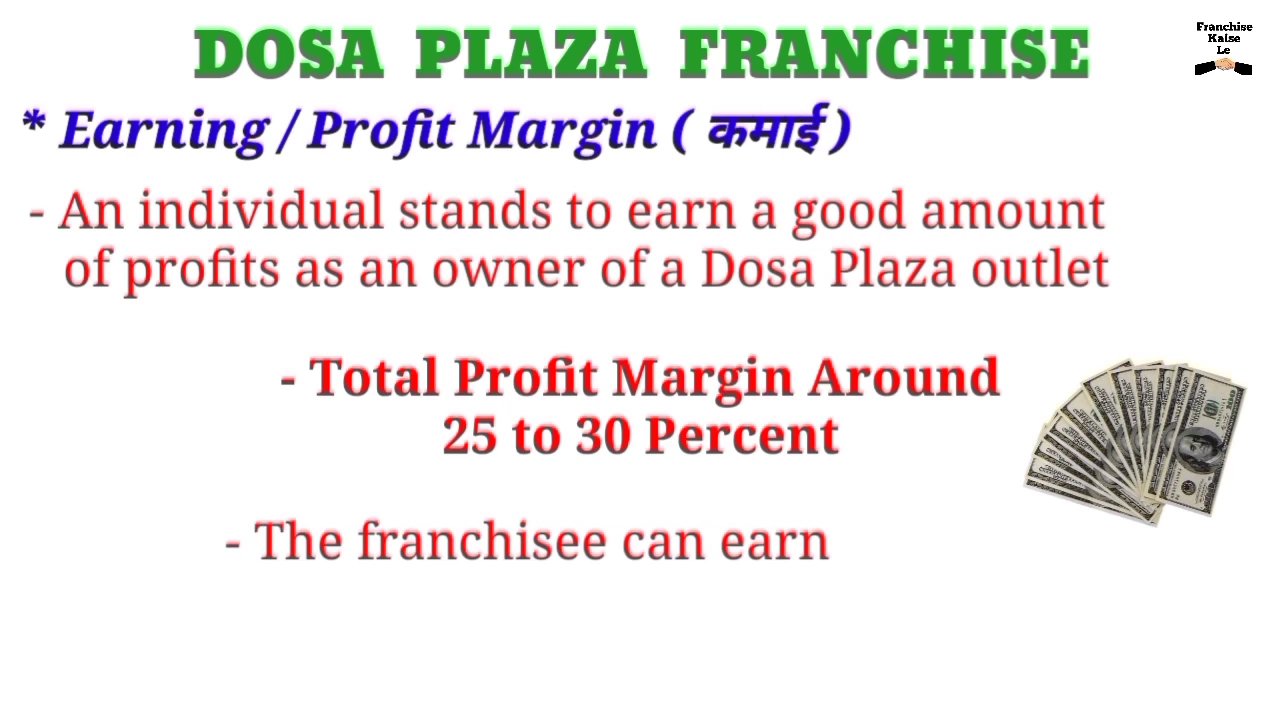 DOSA PLAZA FRANCHISE
Franchise
Kaise
Le
* Earning / Profit Margin ( कमाई )
- An individual stands to earn a good amount
of profits as an owner of a Dosa Plaza outlet
- Total Profit Margin Around
25 to 30 Percent
- The franchisee can earn